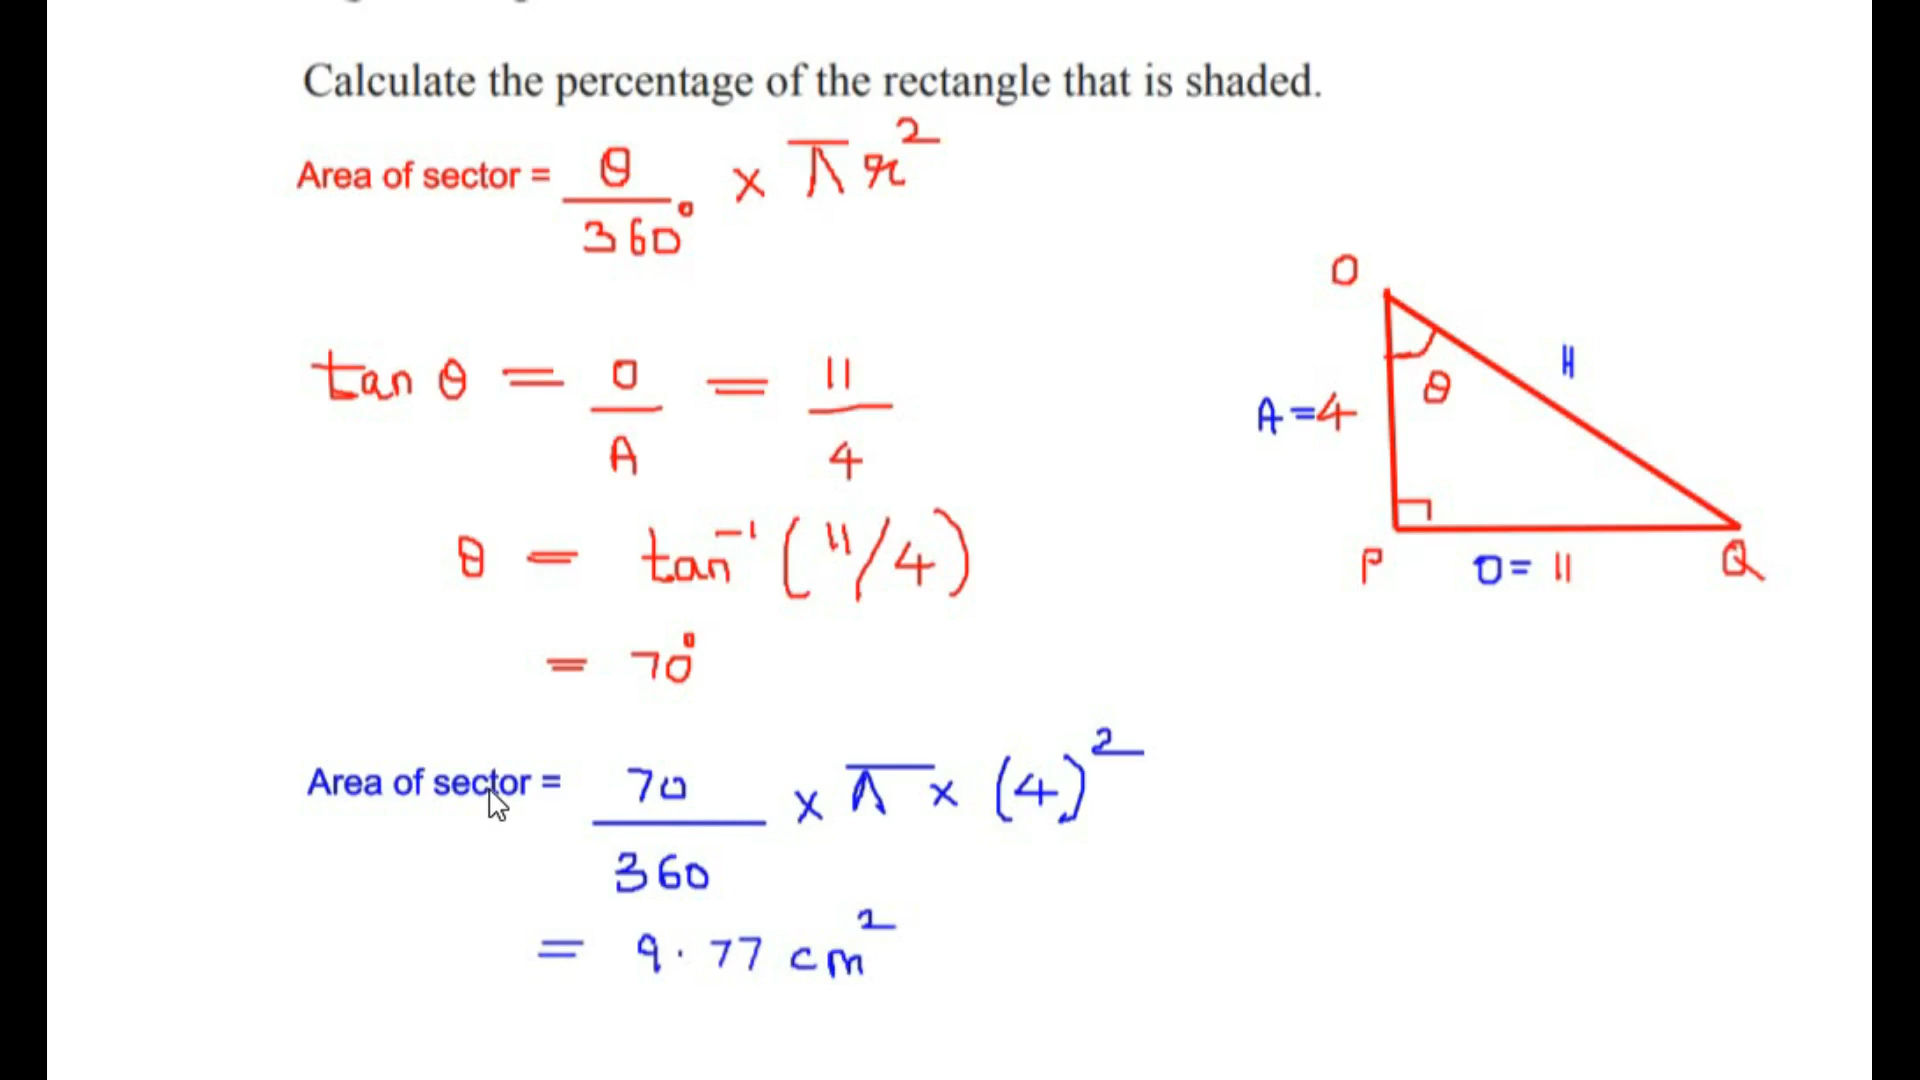 Calculate the percentage of the rectangle that is shaded.
Area of sector = θ/360° × πr²
tan θ = O/A = 11/4
θ = tan⁻¹(11/4)
= 70°
Area of sector = 70/360 × π × (4)²
= 9.77 cm²
O
H
θ
A = 4
P
O = 11
Q